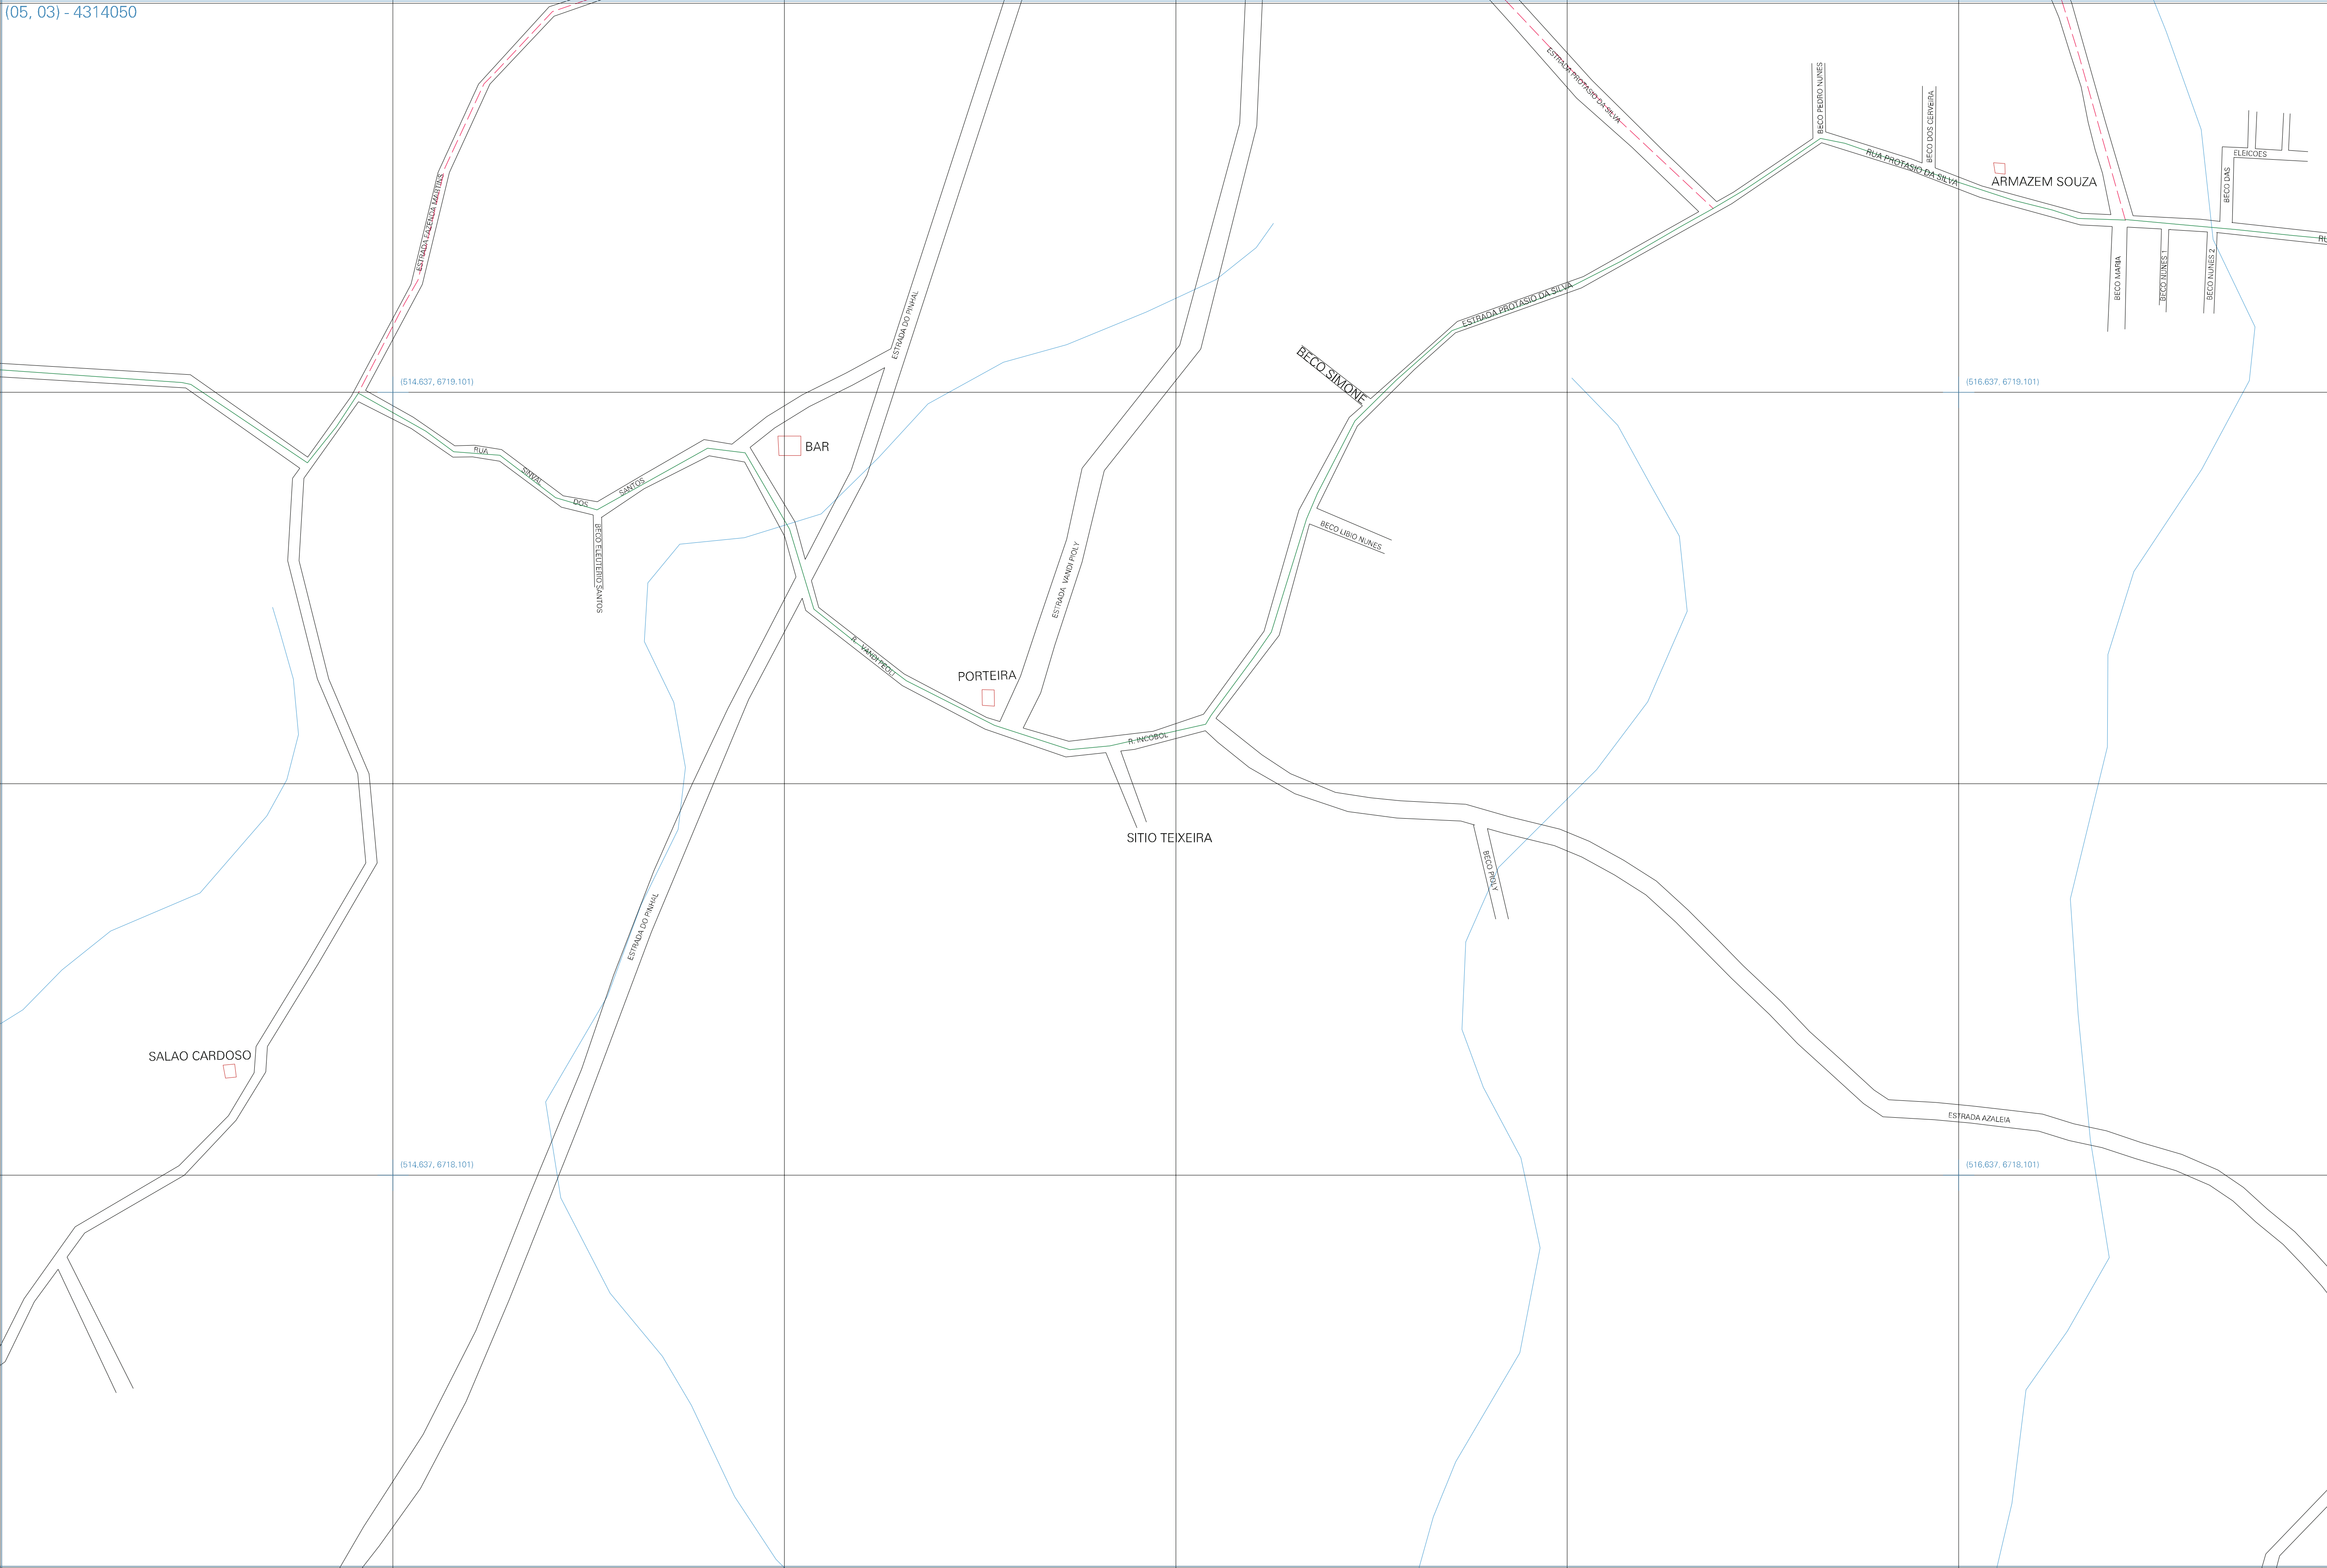 (05, 03) - 4314050
ESTRADA PROTASIO DA SILVA
BECO PEDRO NUNES
BECO DOS CERVEIRA
RUA PROTASIO DA SILVA
ARMAZEM SOUZA
ELEICOES
BECO DAS
ESTRADA FAZENDA MARTINS
BECO MARIA
BECO NUNES 1
BECO NUNES 2
RU
ESTRADA DO PINHAL
ESTRADA PROTASIO DA SILVA
BECO SIMONE
(514.637, 6719.101)
(516.637, 6719.101)
BAR
RUA
SINVAL
DOS
SANTOS
BECO ELEUTERIO SANTOS
BECO LIBIO NUNES
ESTRADA VANDI PIOLY
R. VANDI PEOLI
PORTEIRA
R. INCOBOL
SITIO TEIXEIRA
BECO PIOLY
ESTRADA DO PINHAL
SALAO CARDOSO
ESTRADA AZALEIA
(514.637, 6718.101)
(516.637, 6718.101)